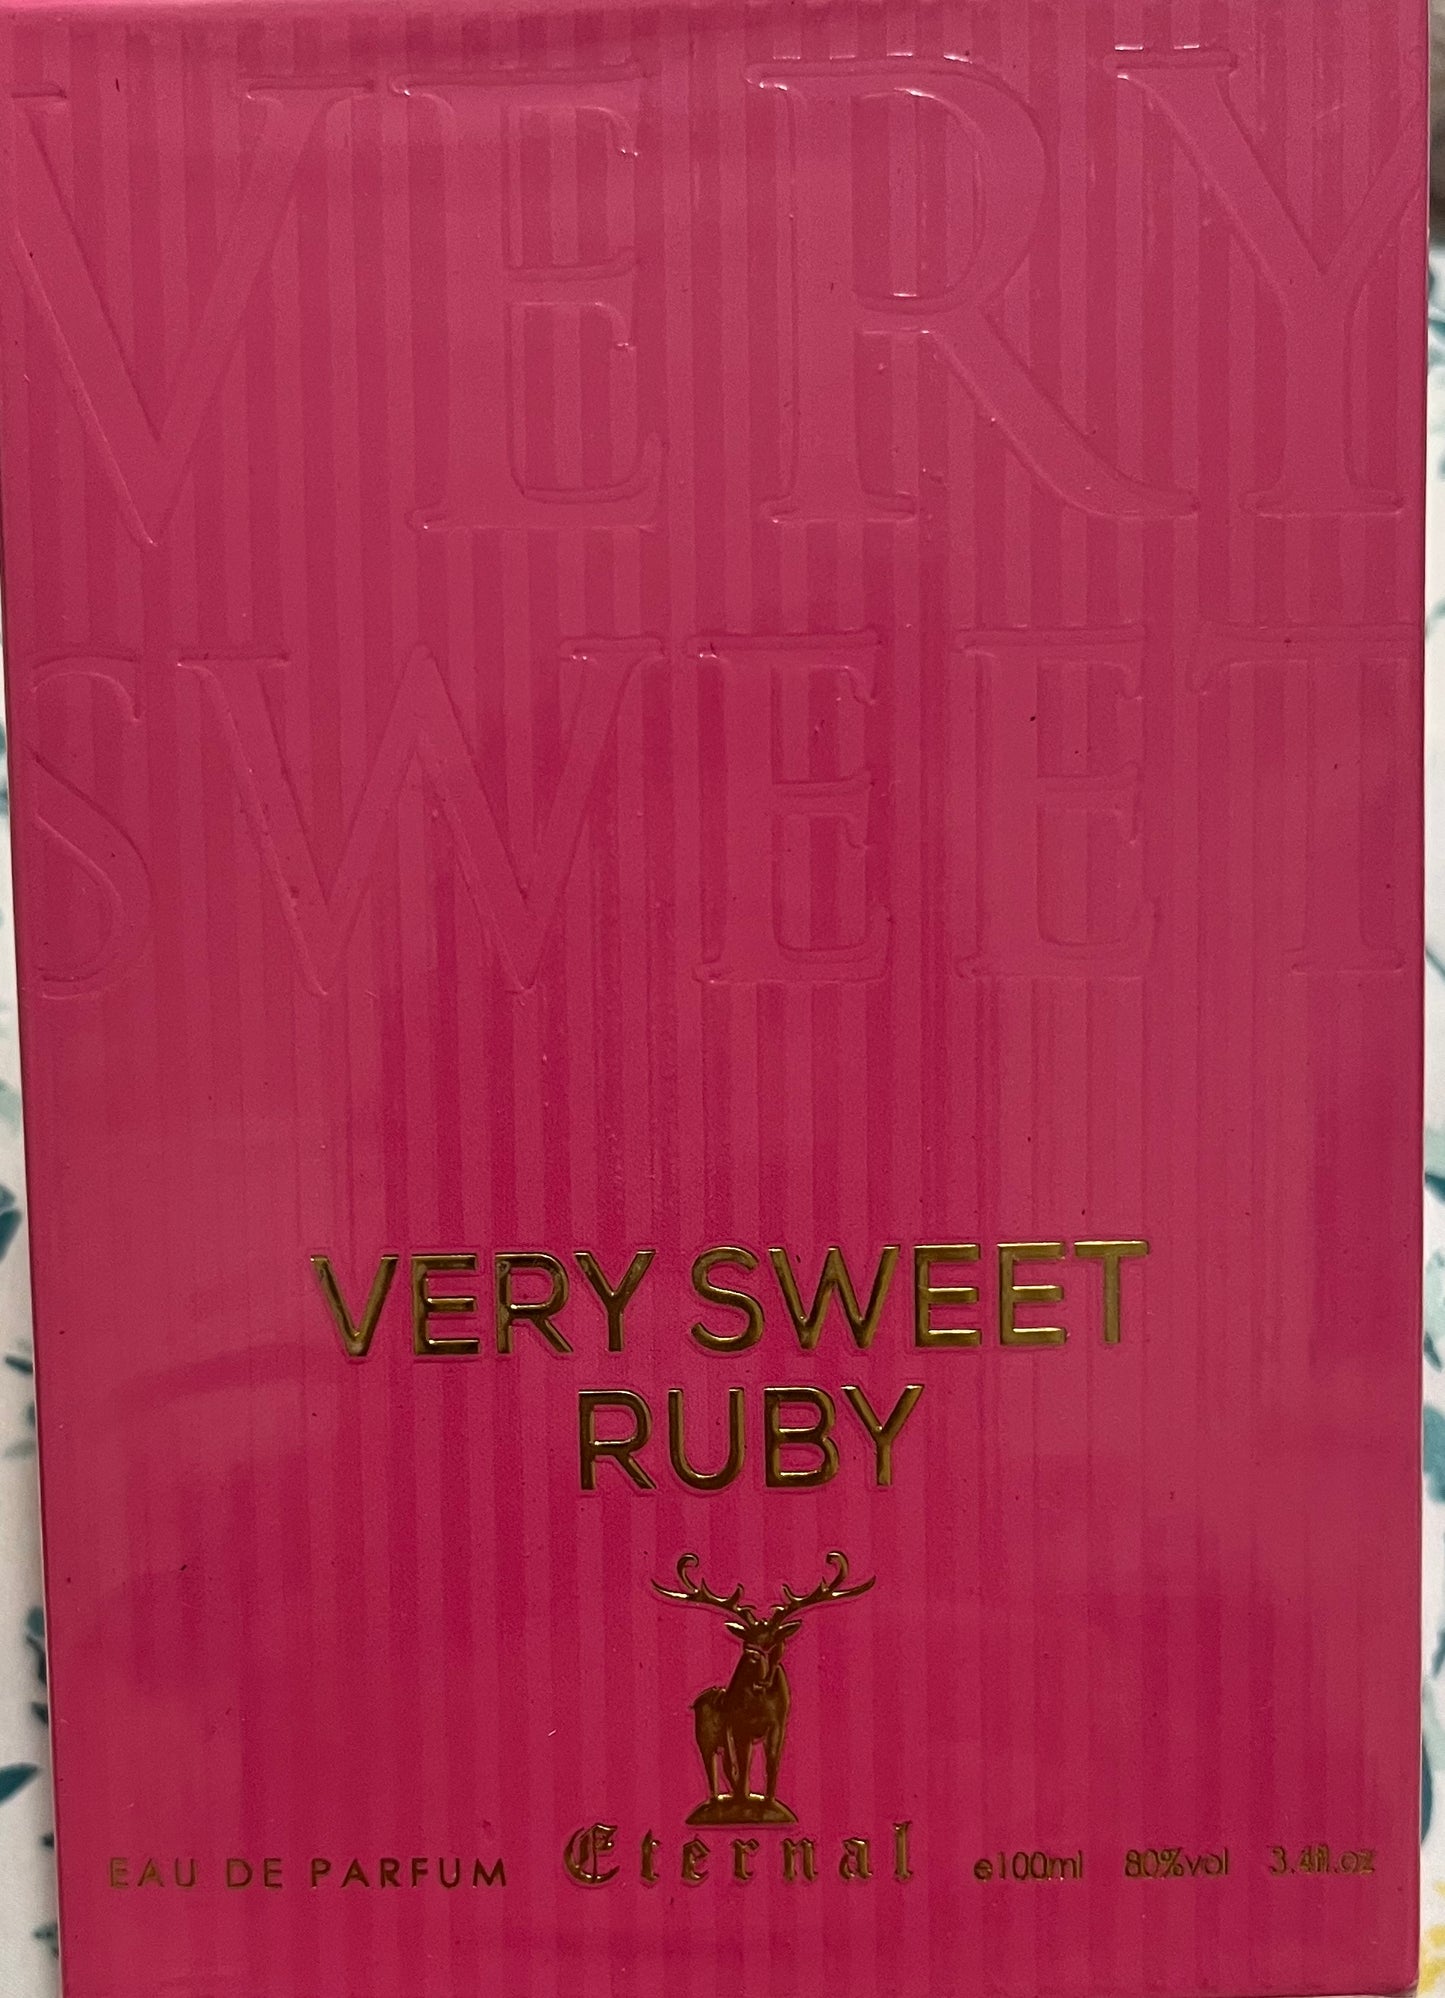 VERY
SWEET
VERY SWEET
RUBY
Eternal
EAU DE PARFUM
e100ml 80%vol 3.4fl.oz